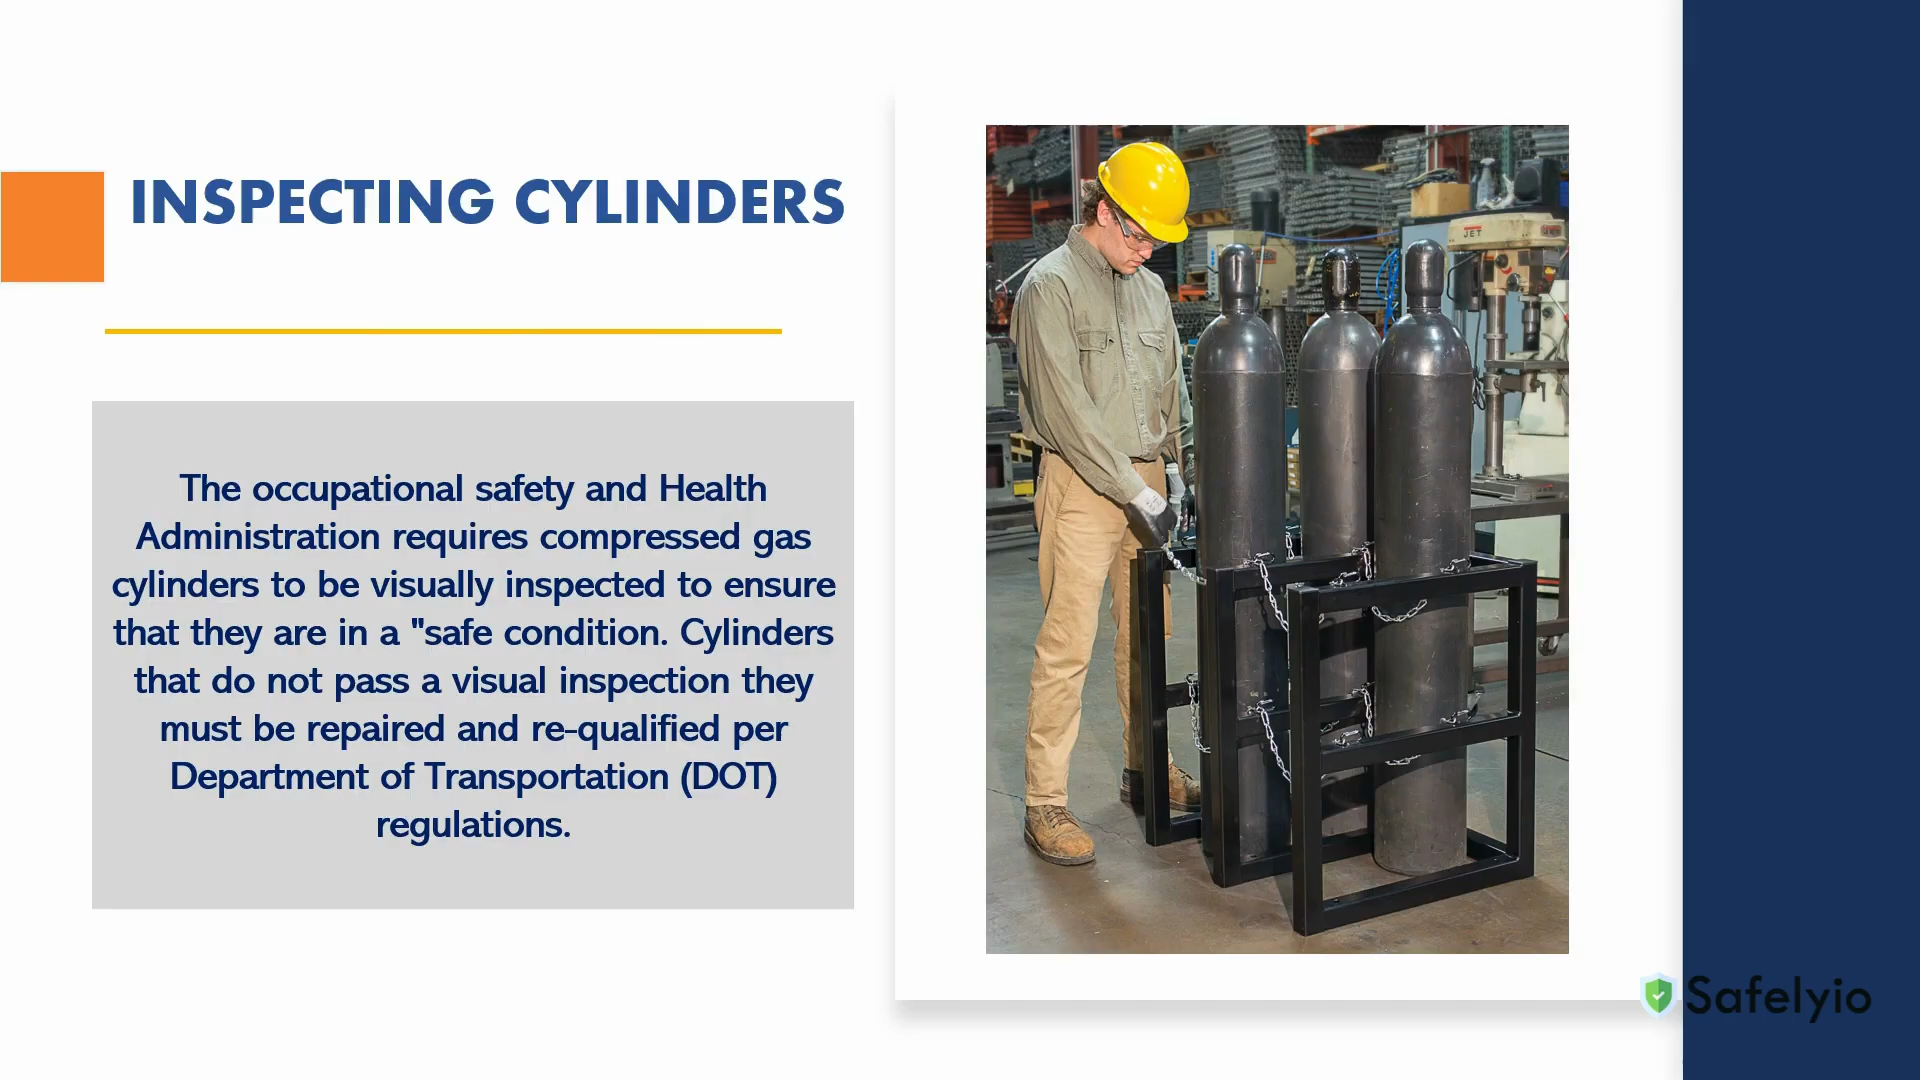 INSPECTING CYLINDERS
The occupational safety and Health
Administration requires compressed gas
cylinders to be visually inspected to ensure
that they are in a "safe condition. Cylinders
that do not pass a visual inspection they
must be repaired and re-qualified per
Department of Transportation (DOT)
regulations.
JET
Safelyio